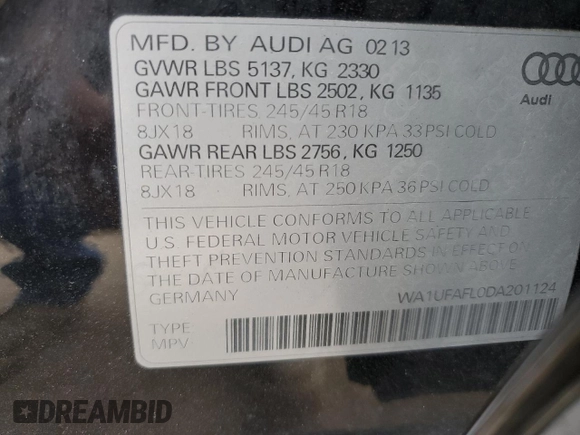 MFD. BY AUDI AG 02 13
GVWR LBS 5137, KG 2330
GAWR FRONT LBS 2502, KG 1135
FRONT-TIRES 245/45 R18
8JX18 RIMS, AT 230 KPA 33 PSI COLD
GAWR REAR LBS 2756, KG 1250
REAR-TIRES 245/45 R18
8JX18 RIMS, AT 250 KPA 36 PSI COLD
Audi
THIS VEHICLE CONFORMS TO ALL APPLICABLE
U.S. FEDERAL MOTOR VEHICLE SAFETY AND
THEFT PREVENTION STANDARDS IN EFFECT ON
THE DATE OF MANUFACTURE SHOWN ABOVE.
GERMANY WA1UFAFL0DA201124
TYPE
MPV
DREAMBID